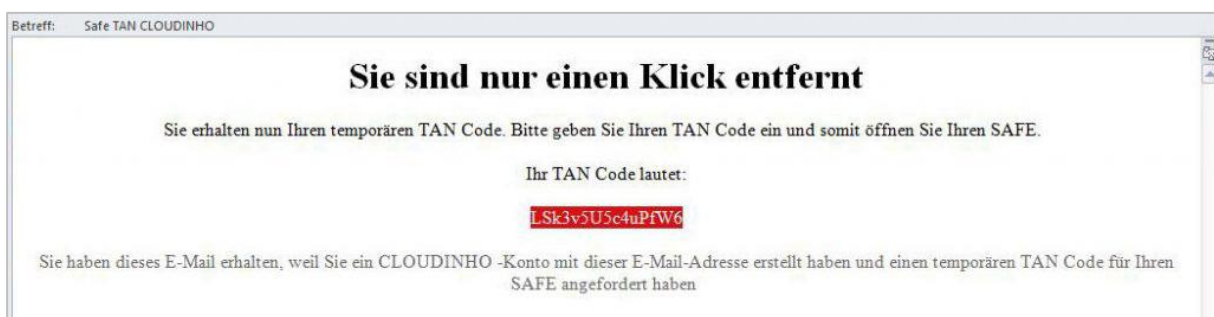 Betreff: Safe TAN CLOUDINHO
Sie sind nur einen Klick entfernt
Sie erhalten nun Ihren temporären TAN Code. Bitte geben Sie Ihren TAN Code ein und somit öffnen Sie Ihren SAFE.
Ihr TAN Code lautet:
LSk3v5U5c4uPfW6
Sie haben dieses E-Mail erhalten, weil Sie ein CLOUDINHO -Konto mit dieser E-Mail-Adresse erstellt haben und einen temporären TAN Code für Ihren
SAFE angefordert haben